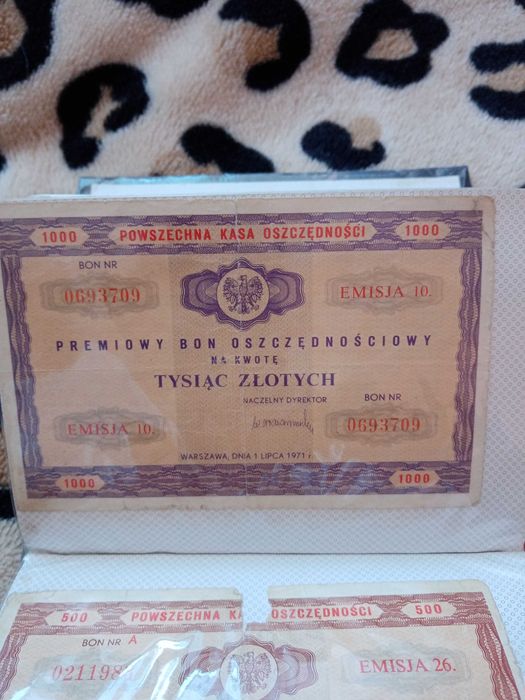 1000 POWSZECHNA KASA OSZCZĘDNOŚCI 1000
BON NR
0693709
EMISJA 10.
PREMIOWY BON OSZCZĘDNOŚCIOWY
NA KWOTĘ
TYSIĄC ZŁOTYCH
NACZELNY DYREKTOR
BON NR
EMISJA 10.
0693709
WARSZAWA, DNIA 1 LIPCA 1971 r.
1000 1000
500 POWSZECHNA KA OSZCZĘDNOŚCI 500
BON NR A
021198
EMISJA 26.